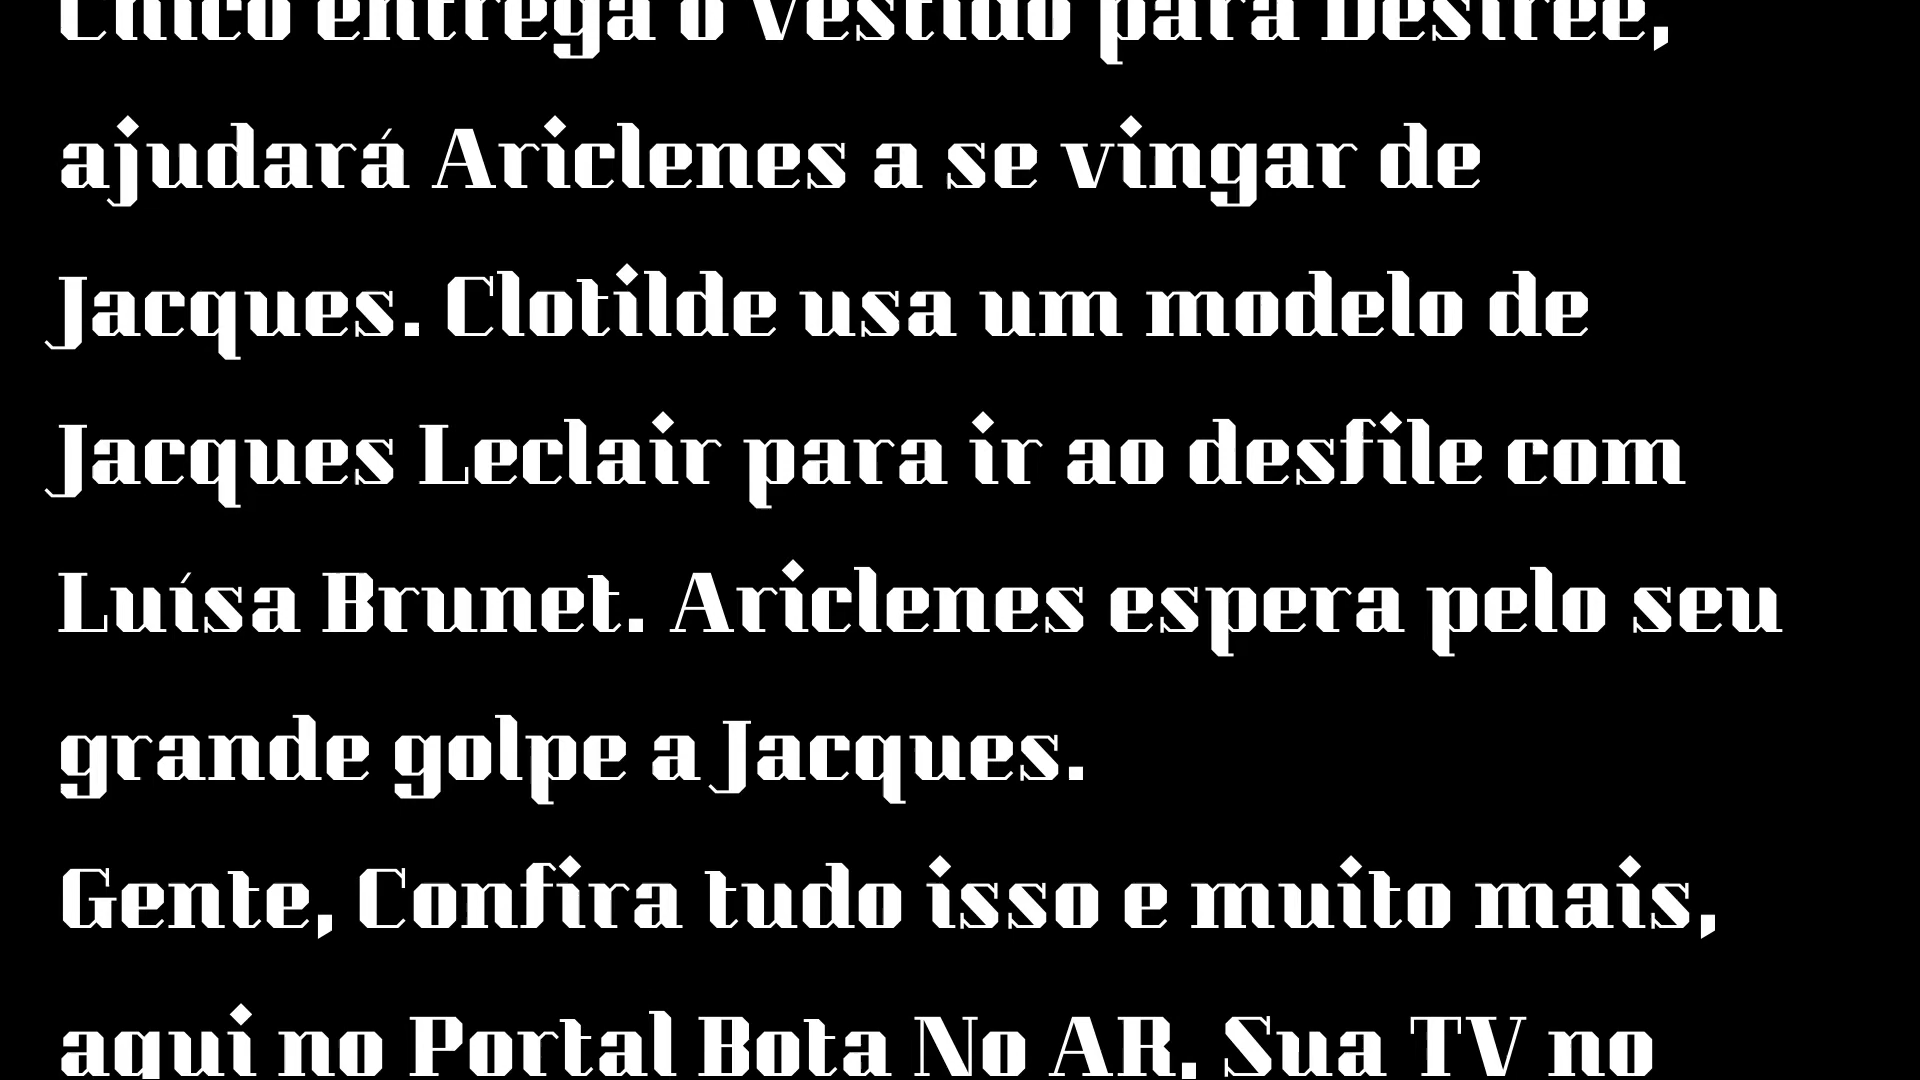 Chico entrega o vestido para Desirée,
ajudará Ariclenes a se vingar de
Jacques. Clotilde usa um modelo de
Jacques Leclair para ir ao desfile com
Luísa Brunet. Ariclenes espera pelo seu
grande golpe a Jacques.
Gente, Confira tudo isso e muito mais,
aqui no Portal Bota No AR. Sua TV no